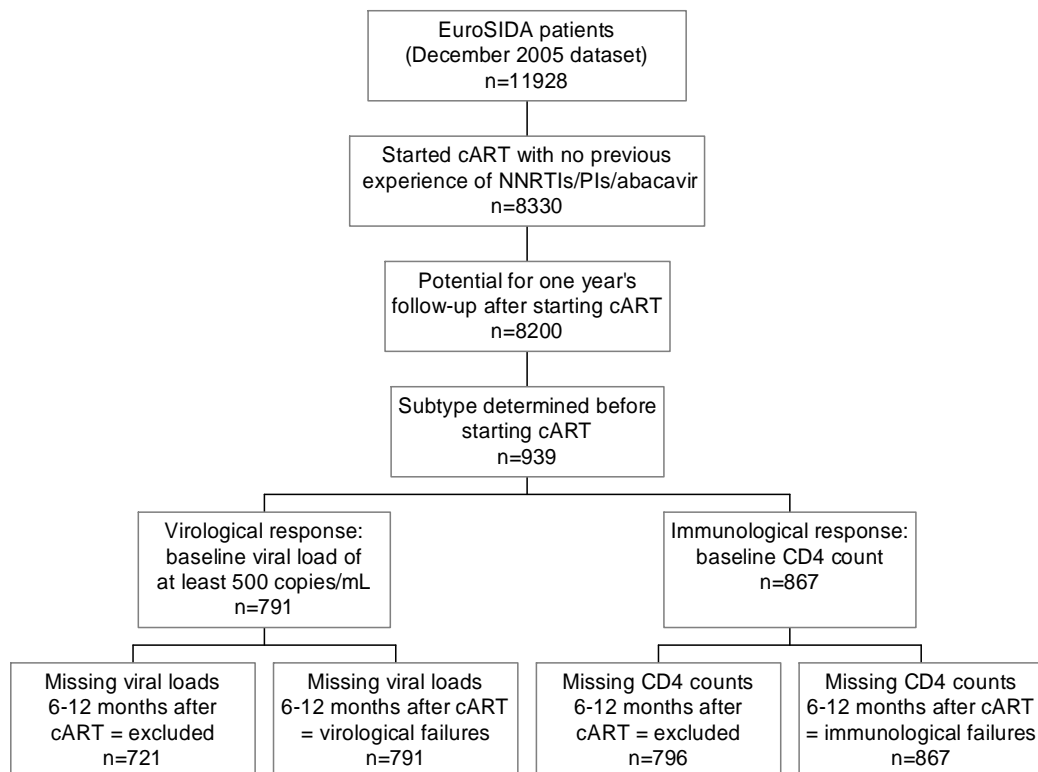 EuroSIDA patients
(December 2005 dataset)
n=11928
Started cART with no previous
experience of NNRTIs/PIs/abacavir
n=8330
Potential for one year's
follow-up after starting cART
n=8200
Subtype determined before
starting cART
n=939
Virological response:
baseline viral load of
at least 500 copies/mL
n=791
Immunological response:
baseline CD4 count
n=867
Missing viral loads
6-12 months after
cART = excluded
n=721
Missing viral loads
6-12 months after cART
= virological failures
n=791
Missing CD4 counts
6-12 months after
cART = excluded
n=796
Missing CD4 counts
6-12 months after cART
= immunological failures
n=867